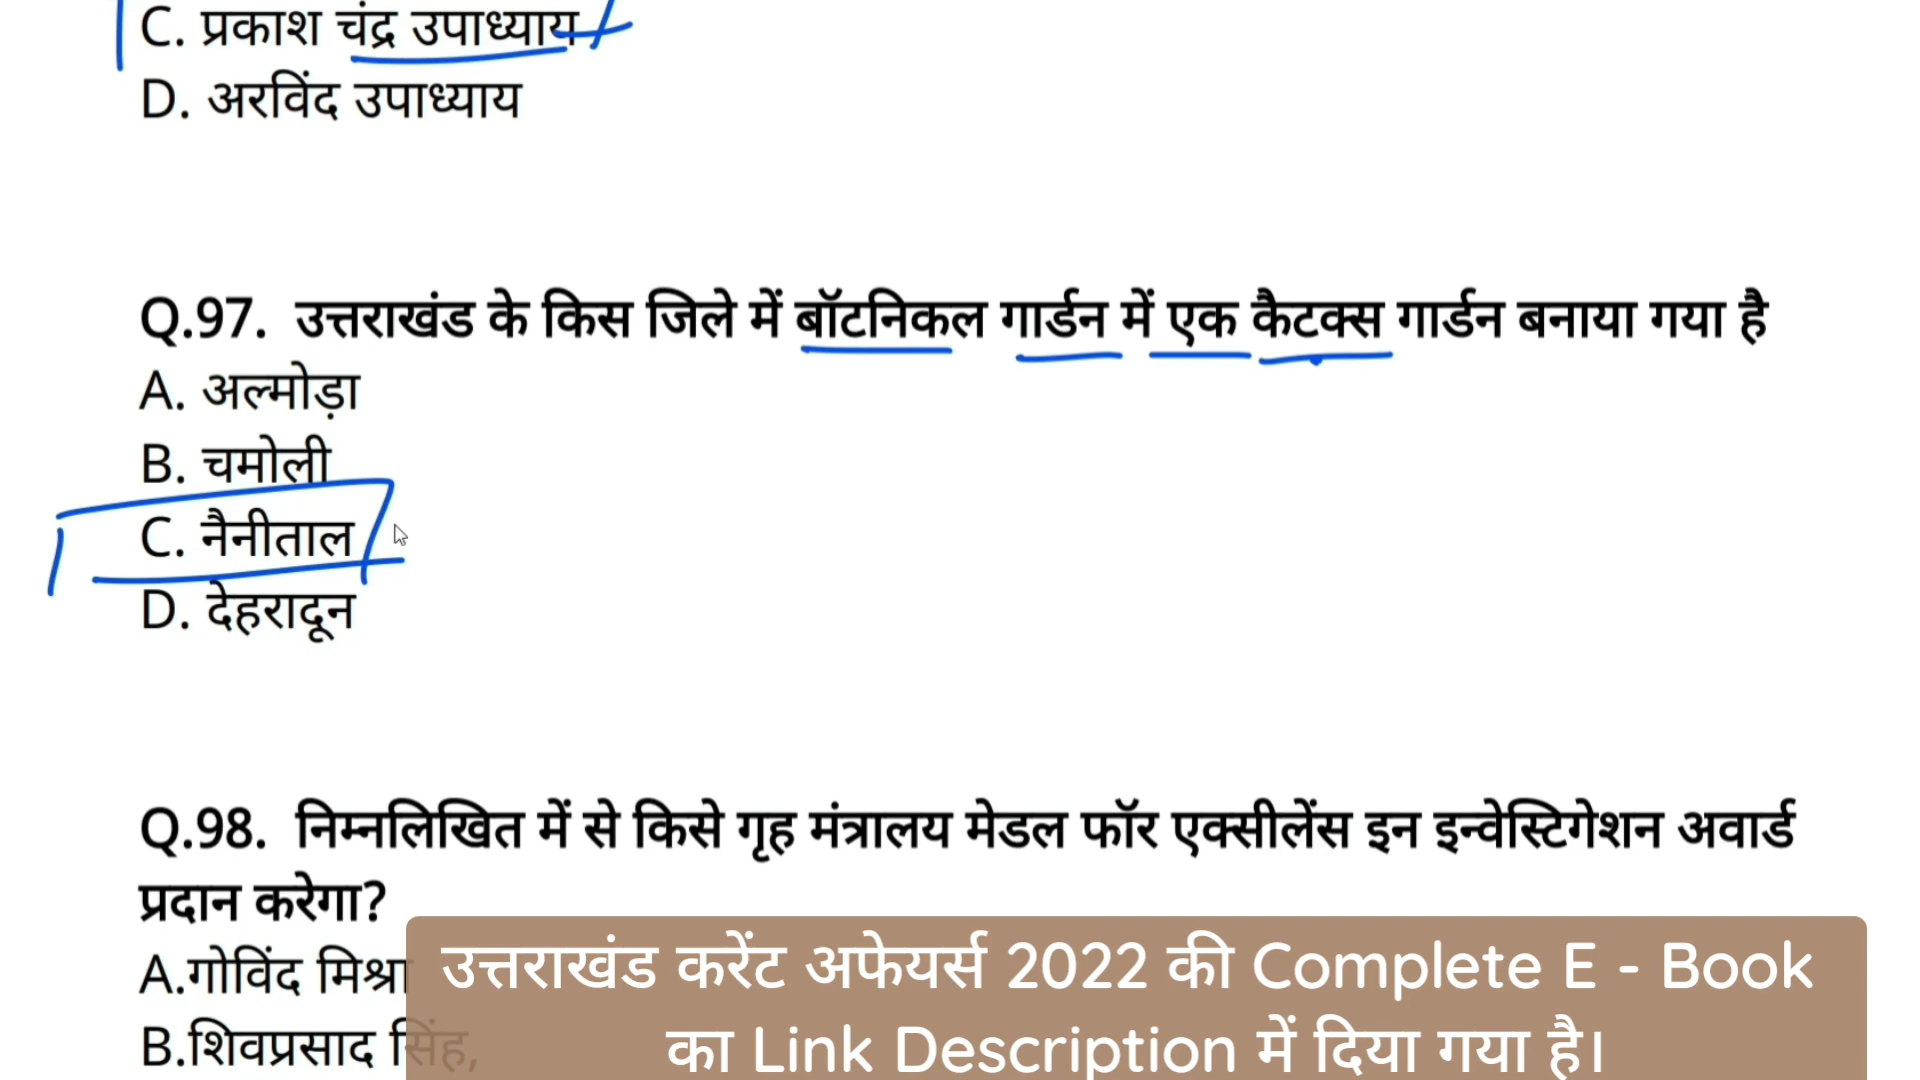 C. प्रकाश चंद्र उपाध्याय
D. अरविंद उपाध्याय
Q.97. उत्तराखंड के किस जिले में बॉटनिकल गार्डन में एक कैटक्स गार्डन बनाया गया है
A. अल्मोड़ा
B. चमोली
C. नैनीताल
D. देहरादून
Q.98. निम्नलिखित में से किसे गृह मंत्रालय मेडल फॉर एक्सीलेंस इन इन्वेस्टिगेशन अवार्ड
प्रदान करेगा?
A.गोविंद मिश्रा
B.शिवप्रसाद सिंह,
उत्तराखंड करेंट अफेयर्स 2022 की Complete E - Book
का Link Description में दिया गया है।